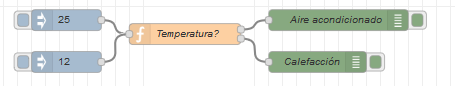 25
Aire acondicionado
Temperatura?
12
Calefacción